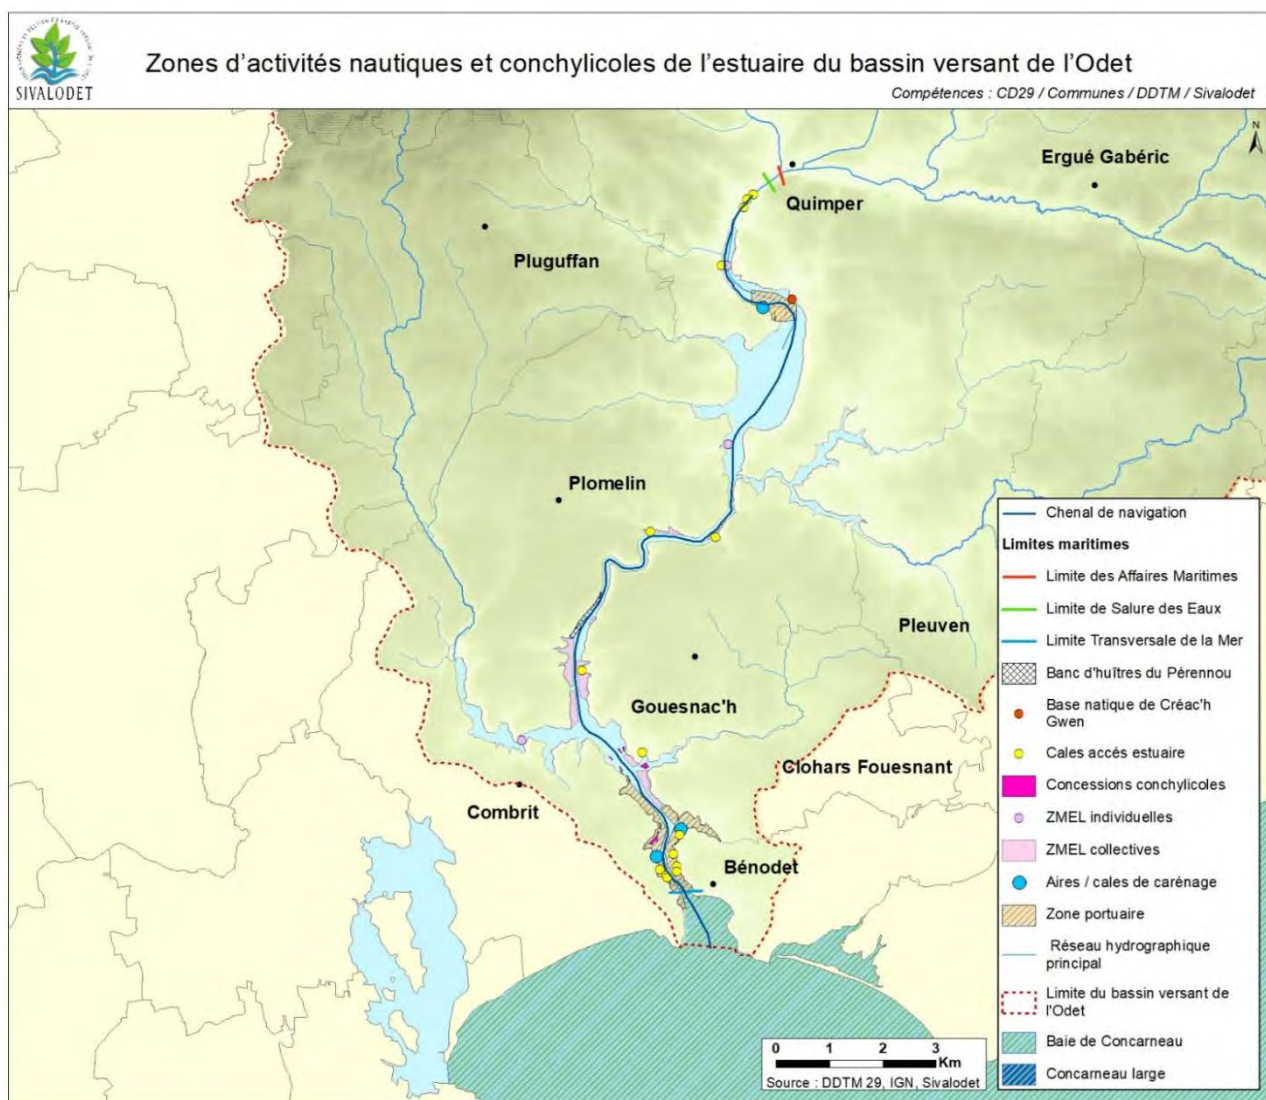 SIVALODET
Zones d'activités nautiques et conchylicoles de l'estuaire du bassin versant de l'Odet
Compétences : CD29 / Communes / DDTM / Sivalodet
N
Ergué Gabéric
Quimper
Pluguffan
Plomelin
Pleuven
Gouesnac'h
Clohars Fouesnant
Combrit
Bénodet
Chenal de navigation
Limites maritimes
Limite des Affaires Maritimes
Limite de Salure des Eaux
Limite Transversale de la Mer
Banc d'huîtres du Pérennou
Base natique de Créac'h
Gwen
Cales accés estuaire
Concessions conchylicoles
ZMEL individuelles
ZMEL collectives
Aires / cales de carénage
Zone portuaire
Réseau hydrographique
principal
Limite du bassin versant de
l'Odet
Baie de Concarneau
Concarneau large
0 1 2 3
Km
Source : DDTM 29, IGN, Sivalodet